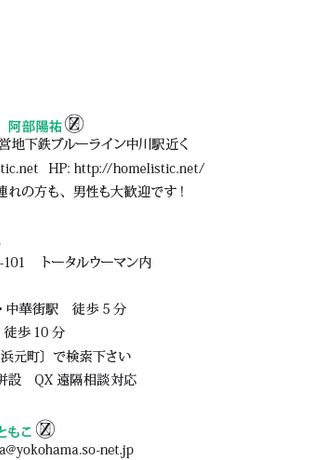 阿部陽祐 Ⓩ
営地下鉄ブルーライン中川駅近く
tic.net HP: http://homelistic.net/
連れの方も、男性も大歓迎です!
-101 トータルウーマン内
・中華街駅 徒歩 5 分
徒歩 10 分
浜元町〕で検索下さい
併設 QX 遠隔相談対応
ともこ Ⓩ
a@yokohama.so-net.jp